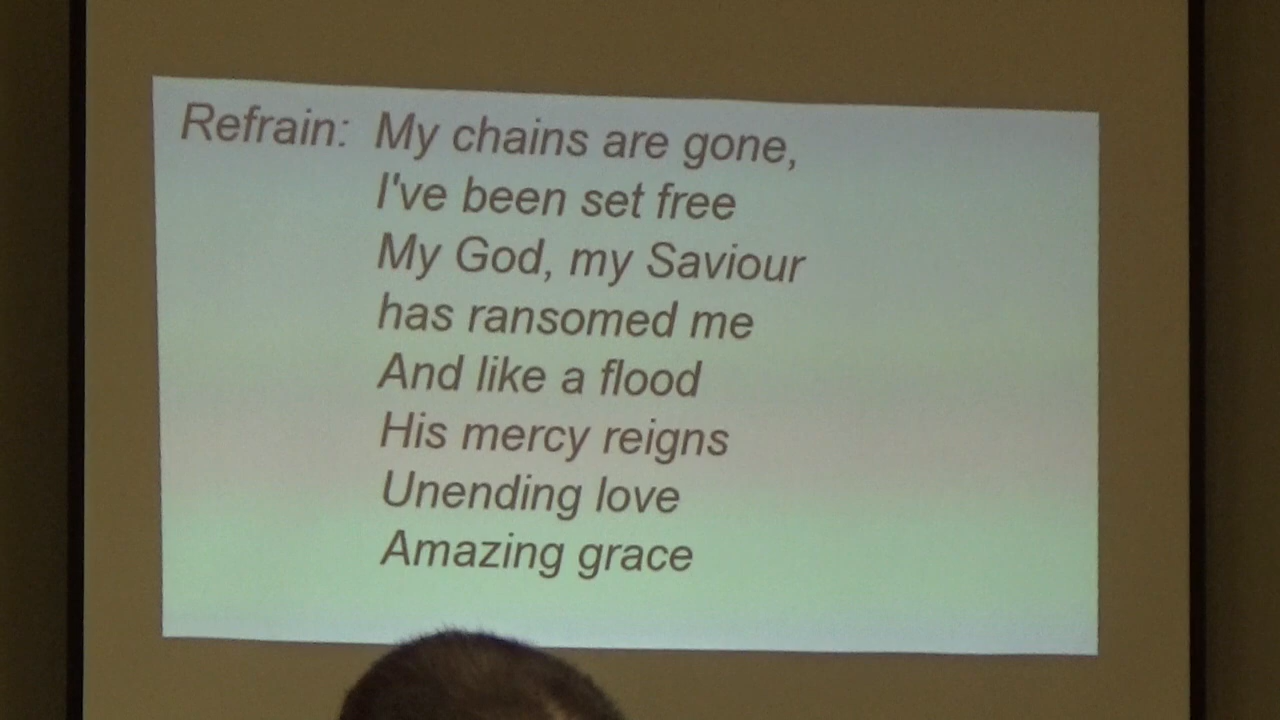 Refrain: My chains are gone,
I've been set free
My God, my Saviour
has ransomed me
And like a flood
His mercy reigns
Unending love
Amazing grace